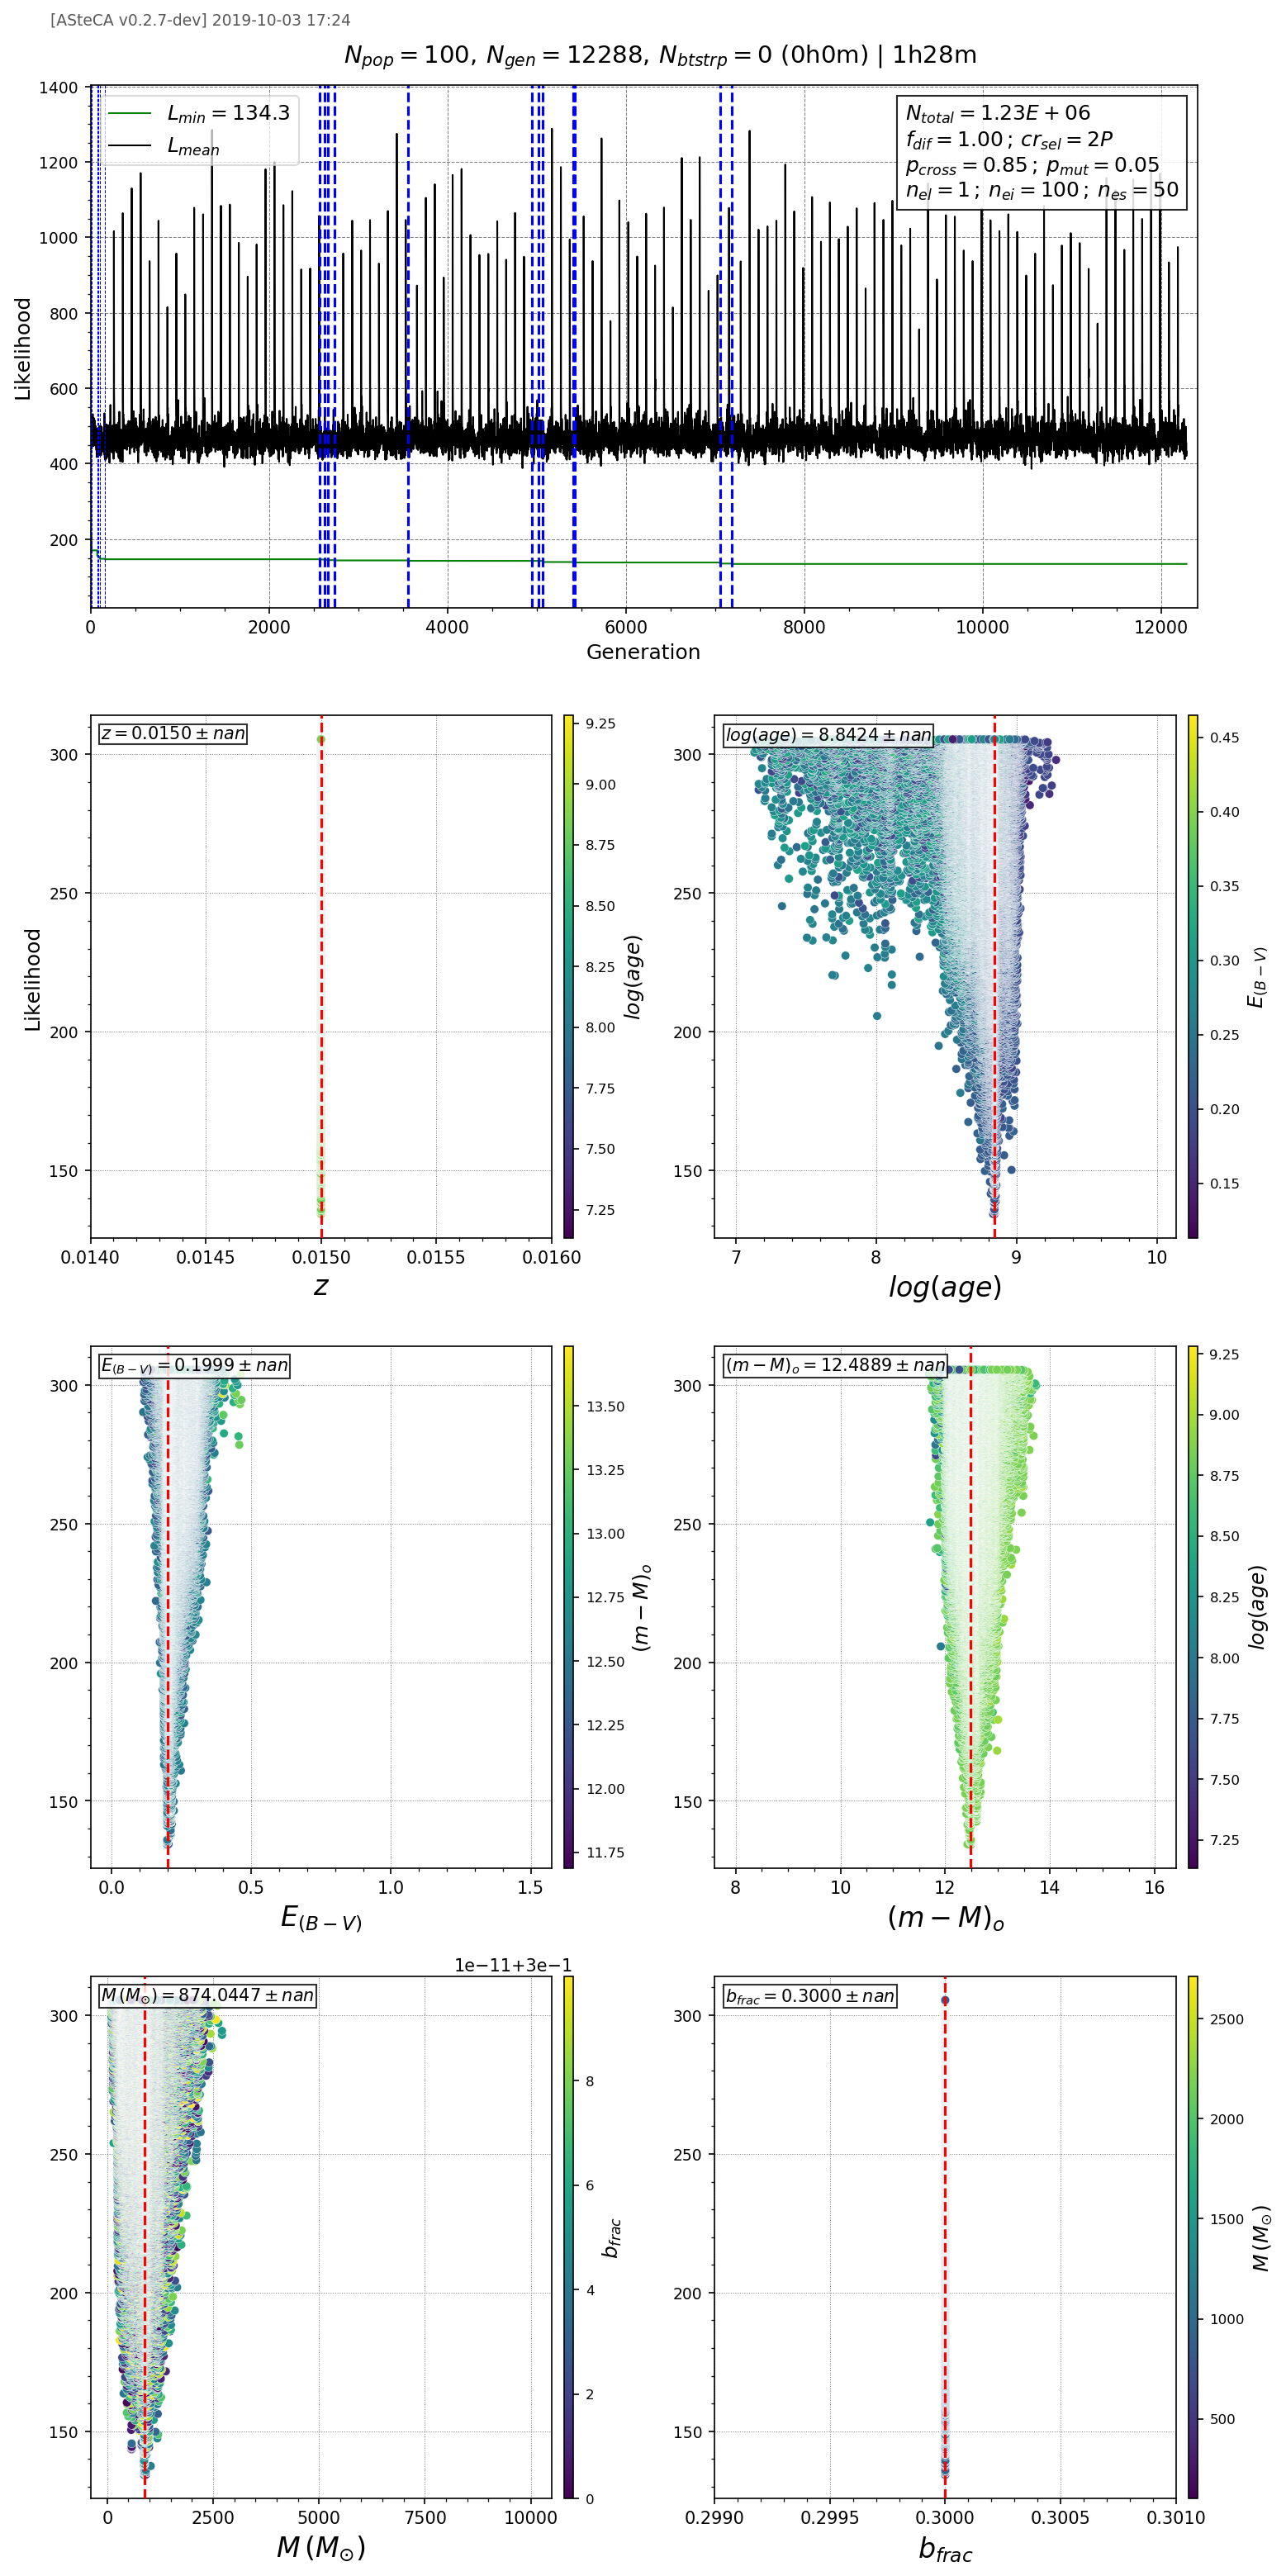 [ASteCA v0.2.7-dev] 2019-10-03 17:24
N_pop = 100, N_gen = 12288, N_btstrp = 0 (0h0m) | 1h28m
L_min = 134.3
L_mean
N_total = 1.23E + 06
f_dif = 1.00 ; cr_sel = 2P
p_cross = 0.85 ; p_mut = 0.05
n_el = 1 ; n_ei = 100 ; n_es = 50
Likelihood
1400
1200
1000
800
600
400
200
0 2000 4000 6000 8000 10000 12000
Generation
z = 0.0150 ± nan
Likelihood
300
250
200
150
0.0140 0.0145 0.0150 0.0155 0.0160
z
9.25
9.00
8.75
8.50
8.25
8.00
7.75
7.50
7.25
log(age)
log(age) = 8.8424 ± nan
300
250
200
150
7 8 9 10
log(age)
0.45
0.40
0.35
0.30
0.25
0.20
0.15
E_(B−V)
E_(B−V) = 0.1999 ± nan
300
250
200
150
0.0 0.5 1.0 1.5
E_(B−V)
13.50
13.25
13.00
12.75
12.50
12.25
12.00
11.75
(m − M)_o
(m − M)_o = 12.4889 ± nan
300
250
200
150
8 10 12 14 16
(m − M)_o
9.25
9.00
8.75
8.50
8.25
8.00
7.75
7.50
7.25
log(age)
1e−11+3e−1
M (M_⊙) = 874.0447 ± nan
300
250
200
150
0 2500 5000 7500 10000
M (M_⊙)
8
6
4
2
0
b_frac
b_frac = 0.3000 ± nan
300
250
200
150
0.2990 0.2995 0.3000 0.3005 0.3010
b_frac
2500
2000
1500
1000
500
M (M_⊙)